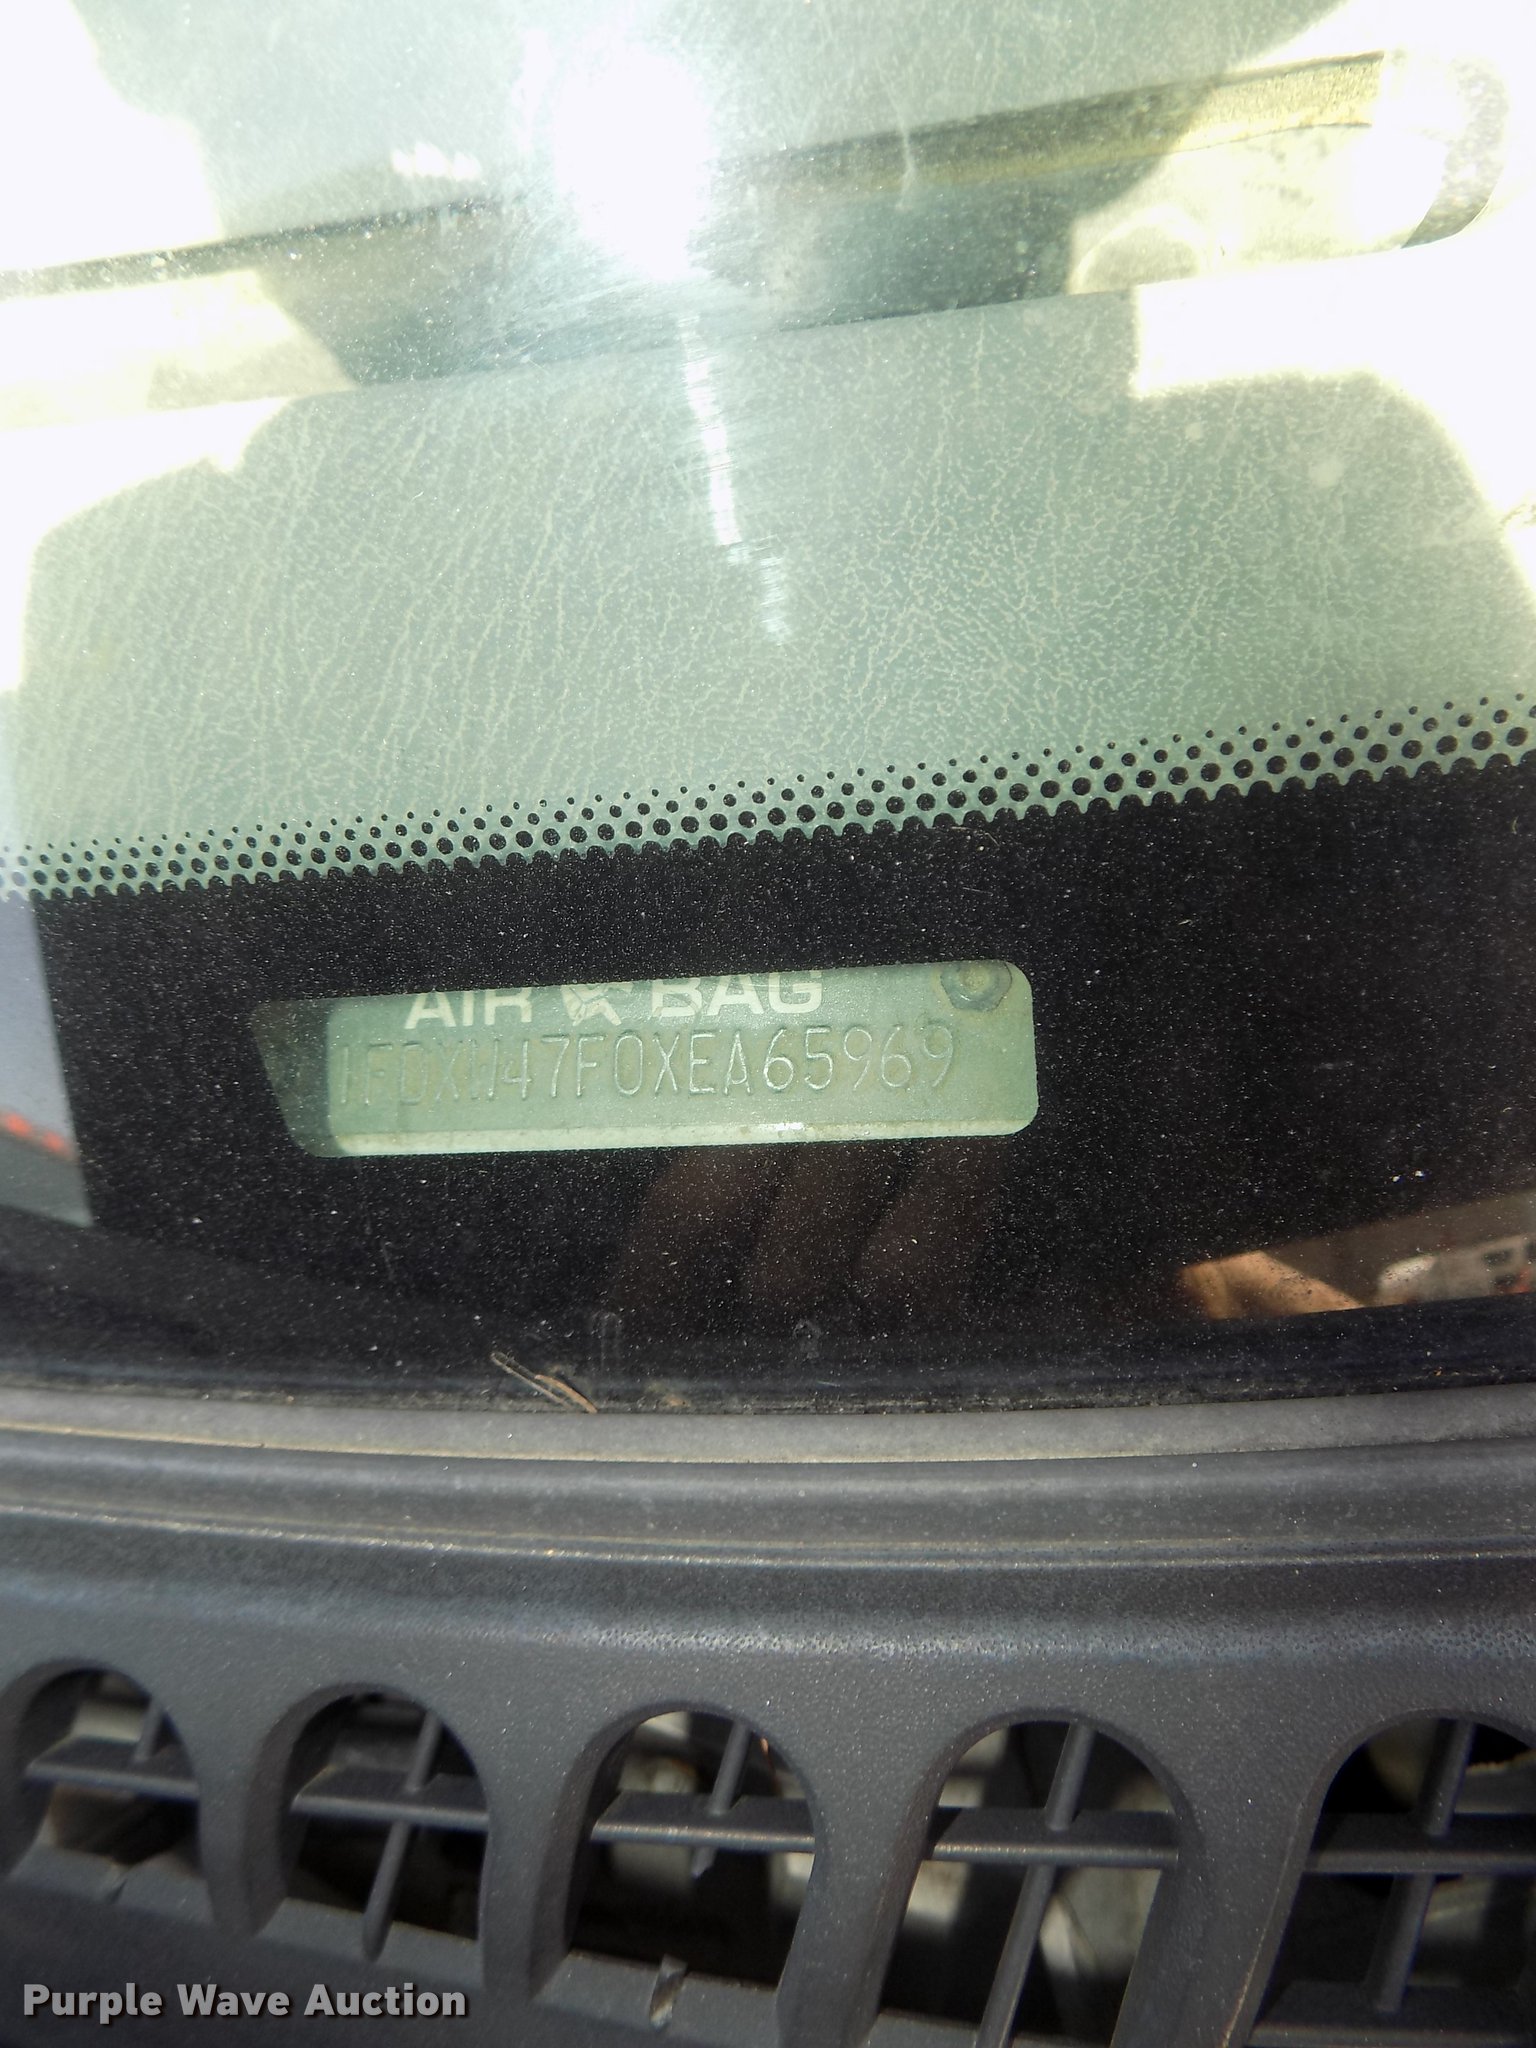 AIR BAG
1FDXW47F0XEA65969
Purple Wave Auction